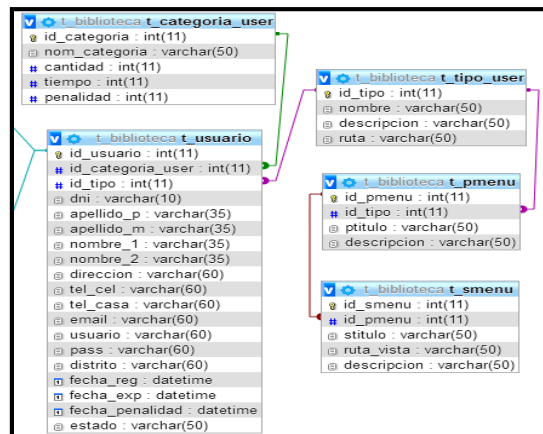 t_biblioteca t_categoria_user
id_categoria : int(11)
nom_categoria : varchar(50)
cantidad : int(11)
tiempo : int(11)
penalidad : int(11)
t_biblioteca t_usuario
id_usuario : int(11)
id_categoria_user : int(11)
id_tipo : int(11)
dni : varchar(10)
apellido_p : varchar(35)
apellido_m : varchar(35)
nombre_1 : varchar(35)
nombre_2 : varchar(35)
direccion : varchar(60)
tel_cel : varchar(60)
tel_casa : varchar(60)
email : varchar(60)
usuario : varchar(60)
pass : varchar(60)
distrito : varchar(60)
fecha_reg : datetime
fecha_exp : datetime
fecha_penalidad : datetime
estado : varchar(50)
t_biblioteca t_tipo_user
id_tipo : int(11)
nombre : varchar(50)
descripcion : varchar(50)
ruta : varchar(50)
t_biblioteca t_pmenu
id_pmenu : int(11)
id_tipo : int(11)
ptitulo : varchar(50)
descripcion : varchar(50)
t_biblioteca t_smenu
id_smenu : int(11)
id_pmenu : int(11)
stitulo : varchar(50)
ruta_vista : varchar(50)
descripcion : varchar(50)